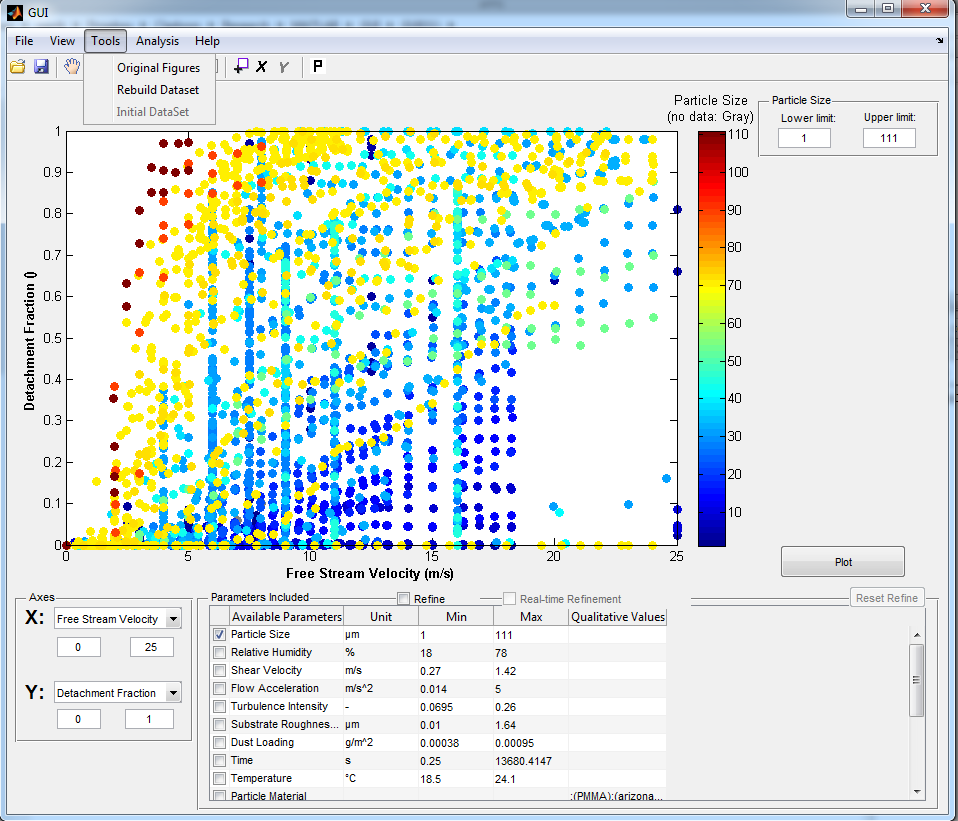 GUI
File View Tools Analysis Help
X Y P
Original Figures
Rebuild Dataset
Initial DataSet
Particle Size
(no data: Gray)
Particle Size
Lower limit: Upper limit:
1 111
1
0.9
0.8
0.7
0.6
0.5
0.4
0.3
0.2
0.1
0
Detachment Fraction ()
0 5 10 15 20 25
Free Stream Velocity (m/s)
110
100
90
80
70
60
50
40
30
20
10
Plot
Axes
X: Free Stream Velocity
0 25
Y: Detachment Fraction
0 1
Parameters Included Refine Real-time Refinement Reset Refine
Available Parameters Unit Min Max Qualitative Values
Particle Size µm 1 111
Relative Humidity % 18 78
Shear Velocity m/s 0.27 1.42
Flow Acceleration m/s^2 0.014 5
Turbulence Intensity - 0.0695 0.26
Substrate Roughnes... µm 0.01 1.64
Dust Loading g/m^2 0.00038 0.00095
Time s 0.25 13680.4147
Temperature °C 18.5 24.1
Particle Material ;(PMMA);(arizona...